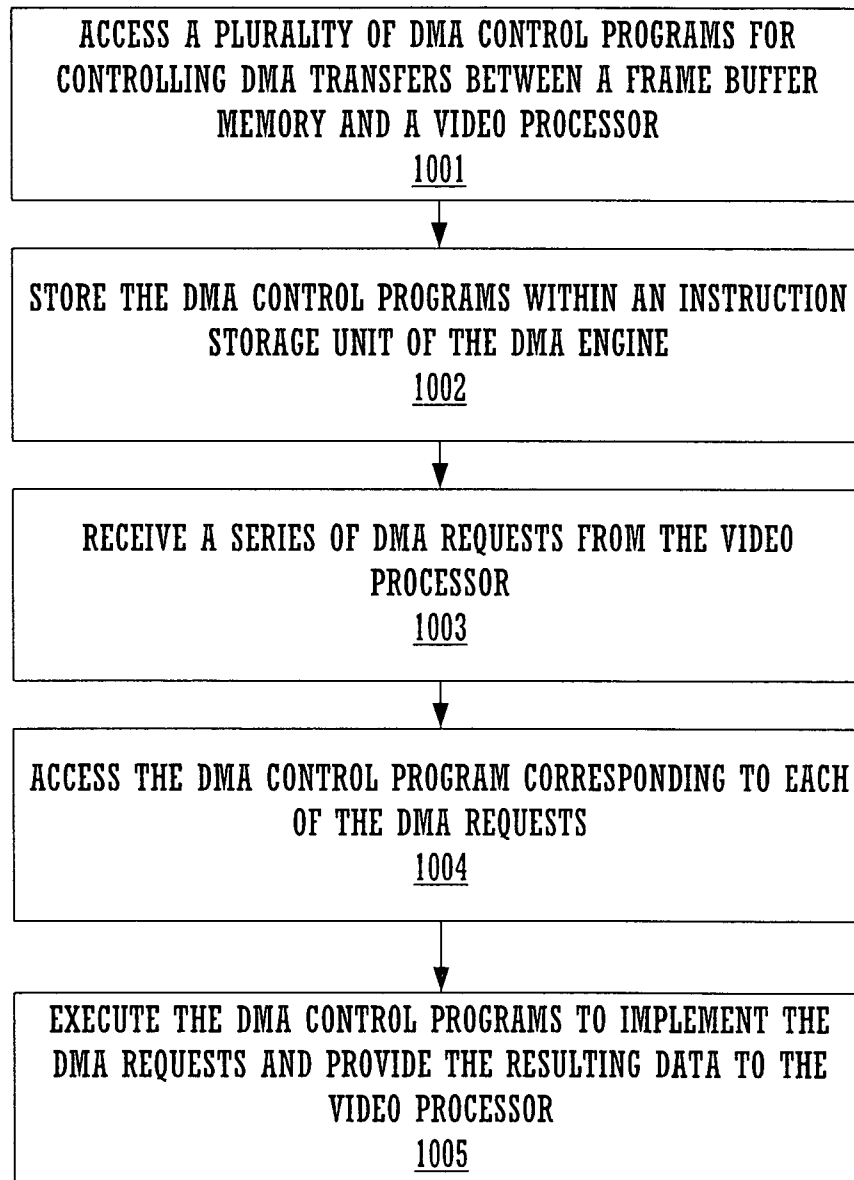 ACCESS A PLURALITY OF DMA CONTROL PROGRAMS FOR
CONTROLLING DMA TRANSFERS BETWEEN A FRAME BUFFER
MEMORY AND A VIDEO PROCESSOR
1001
STORE THE DMA CONTROL PROGRAMS WITHIN AN INSTRUCTION
STORAGE UNIT OF THE DMA ENGINE
1002
RECEIVE A SERIES OF DMA REQUESTS FROM THE VIDEO
PROCESSOR
1003
ACCESS THE DMA CONTROL PROGRAM CORRESPONDING TO EACH
OF THE DMA REQUESTS
1004
EXECUTE THE DMA CONTROL PROGRAMS TO IMPLEMENT THE
DMA REQUESTS AND PROVIDE THE RESULTING DATA TO THE
VIDEO PROCESSOR
1005